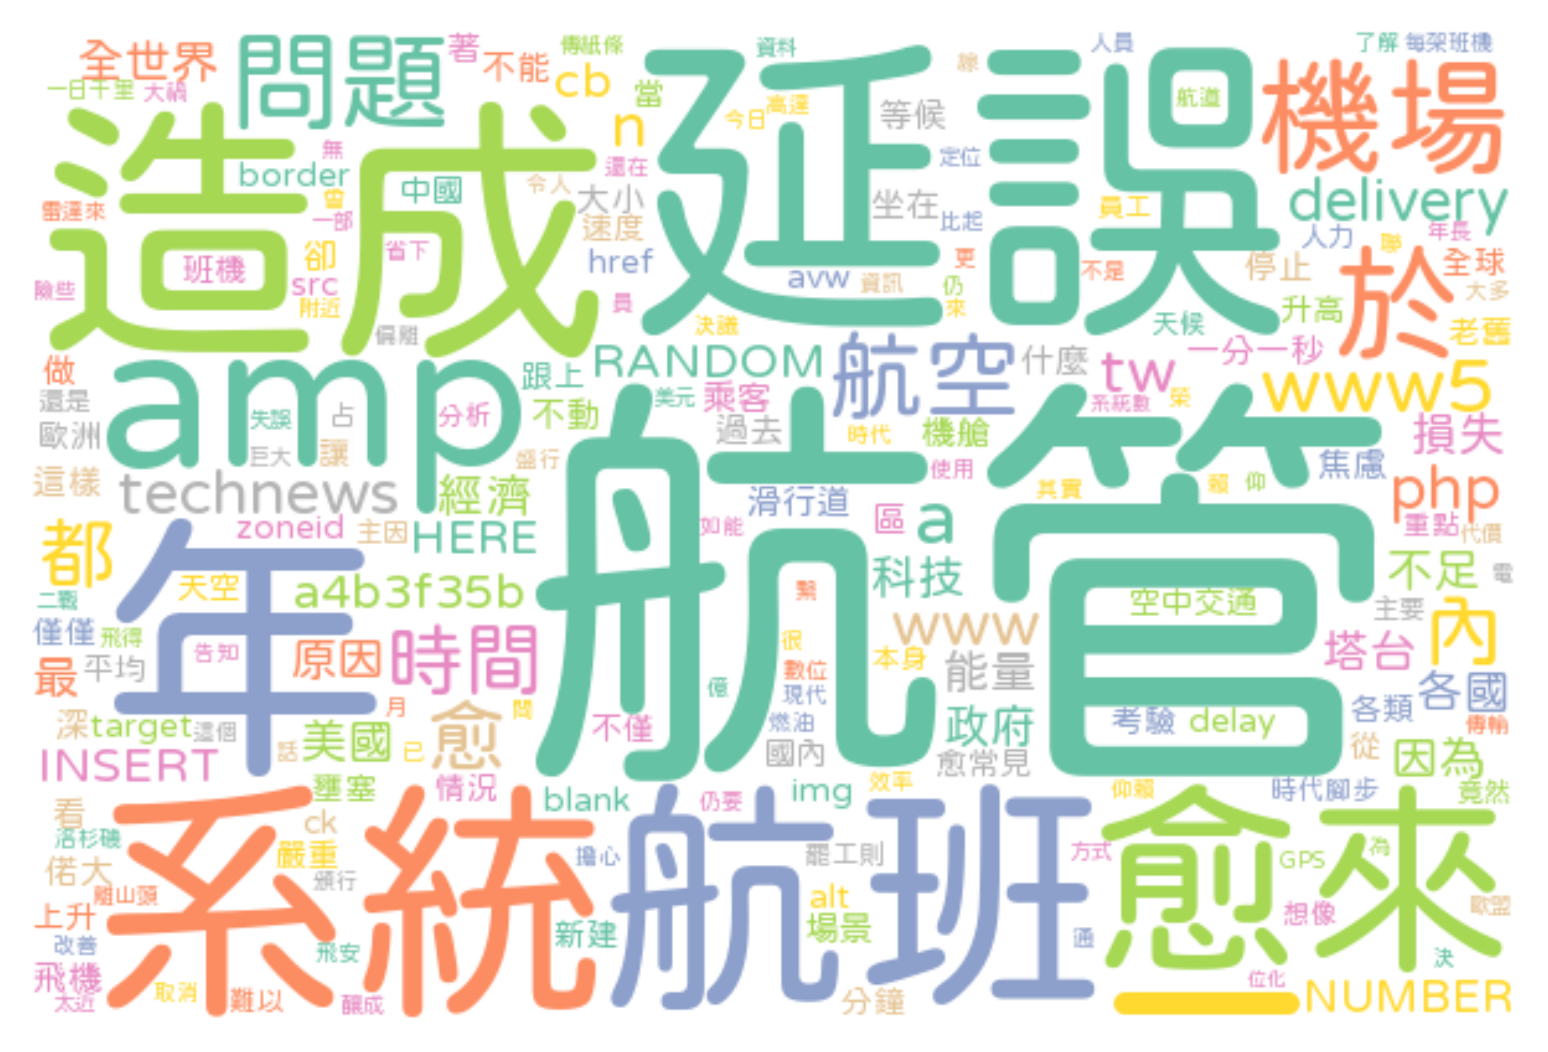 全世界
問題
著
不能
傳紙條
cb
資料
延誤
人員
了解
每架班機
機場
一日千里
大禍
當
今日
高達
等候
線
航道
造成
n
無
border
中國
還在
令人
大小
坐在
定位
比起
員工
delivery
人力
聯
年長
雷達來
曾
一部
卻
省下
速度
href
avw
資訊
更
仍
不是
停止
於
全球
大多
班機
src
附近
險些
員
決議
來
天候
升高
老舊
偏離
做
amp
跟上
RANDOM
航空
什麼
tw
一分一秒
www5
還是
歐洲
失誤
占
分析
不動
美元
乘客
過去
時代
機艙
系統數
榮
損失
這樣
巨大
讓
盛行
航管
使用
其實
賴
仰
焦慮
technews
經濟
滑行道
php
都
zoneid
主因
HERE
如能
區
a
重點
代價
年
天空
a4b3f35b
科技
空中交通
不足
電
二戰
僅僅
飛得
繫
www
主要
內
最
平均
告知
原因
時間
很
數位
本身
能量
塔台
現代
億
各國
深
target
這個
月
美國
已
愈
問
不僅
燃油
國內
政府
考驗
delay
各類
傳輸
INSERT
話
愈常見
從
因為
系統
壅塞
情況
blank
仍要
img
效率
仰賴
時代腳步
竟然
看
洛杉磯
ck
航班
愈來
偌大
嚴重
擔心
罷工則
方式
GPS
為
離山頭
頒行
alt
場景
想像
歐盟
上升
改善
飛安
新建
通
決
飛機
太近
取消
難以
釀成
分鐘
位化
一
NUMBER